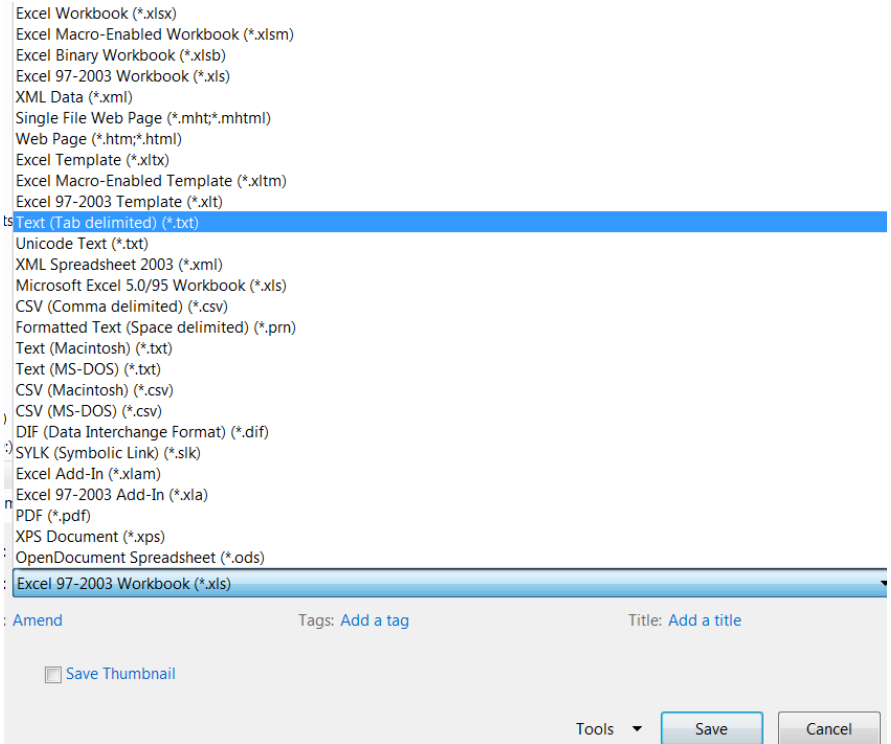 Excel Workbook (*.xlsx)
Excel Macro-Enabled Workbook (*.xlsm)
Excel Binary Workbook (*.xlsb)
Excel 97-2003 Workbook (*.xls)
XML Data (*.xml)
Single File Web Page (*.mht;*.mhtml)
Web Page (*.htm;*.html)
Excel Template (*.xltx)
Excel Macro-Enabled Template (*.xltm)
Excel 97-2003 Template (*.xlt)
ts Text (Tab delimited) (*.txt)
Unicode Text (*.txt)
XML Spreadsheet 2003 (*.xml)
Microsoft Excel 5.0/95 Workbook (*.xls)
CSV (Comma delimited) (*.csv)
Formatted Text (Space delimited) (*.prn)
Text (Macintosh) (*.txt)
Text (MS-DOS) (*.txt)
CSV (Macintosh) (*.csv)
) CSV (MS-DOS) (*.csv)
DIF (Data Interchange Format) (*.dif)
:) SYLK (Symbolic Link) (*.slk)
Excel Add-In (*.xlam)
Excel 97-2003 Add-In (*.xla)
PDF (*.pdf)
XPS Document (*.xps)
: OpenDocument Spreadsheet (*.ods)
: Excel 97-2003 Workbook (*.xls)
: Amend Tags: Add a tag Title: Add a title
Save Thumbnail
Tools Save Cancel